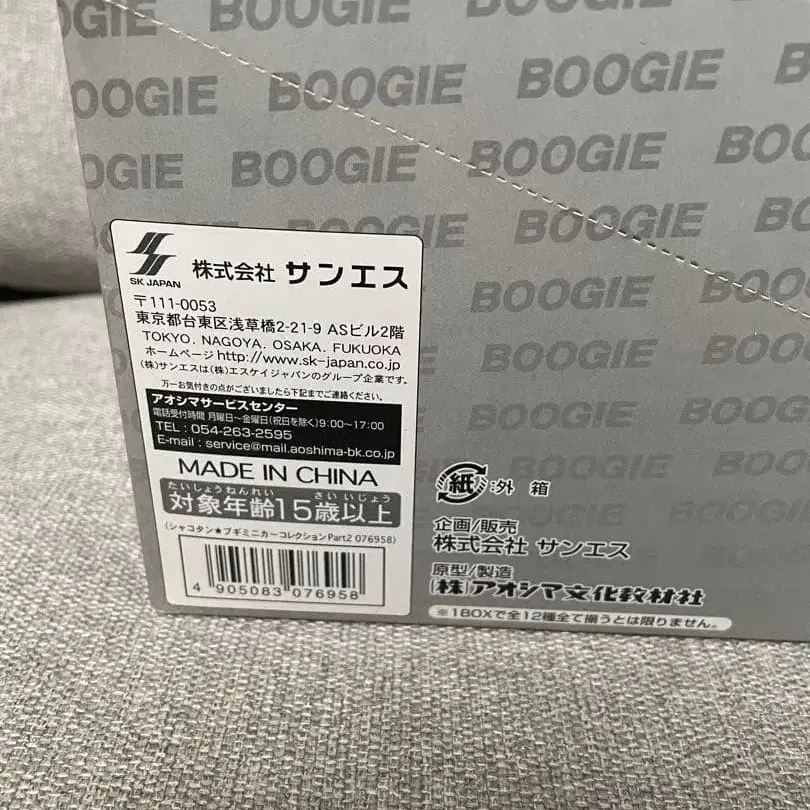 OGIE BOOGIE BOOGIE
OOGIE BOOGIE BOOGIE BO
OGIE BOOGIE BOOGIE BOO
BOOGIE BOO
BOOGIE BOO
BOOGIE BOO
BOOGIE BOO
BOOGIE BOO
BOOGIE
SK JAPAN
株式会社 サンエス
〒111-0053
東京都台東区浅草橋2-21-9 ASビル2階
TOKYO. NAGOYA. OSAKA. FUKUOKA
ホームページ http://www.sk-japan.co.jp
(株)サンエスは(株)エスケイジャパンのグループ企業です。
万一お気付きの点がございましたら下記までご連絡ください。
アオシマサービスセンター
電話受付時間 月曜日~金曜日(祝日を除く)9:00~17:00
TEL : 054-263-2595
E-mail : service@mail.aoshima-bk.co.jp
MADE IN CHINA
たいしょうねんれい さいいじょう
対象年齢15歳以上
(シャコタン★ブギミニカーコレクションPart2 076958)
4 905083 076958
紙 :外 箱
企画/販売
株式会社 サンエス
原型/製造
(株)アオシマ文化教材社
※1BOXで全12種全て揃うとは限りません。